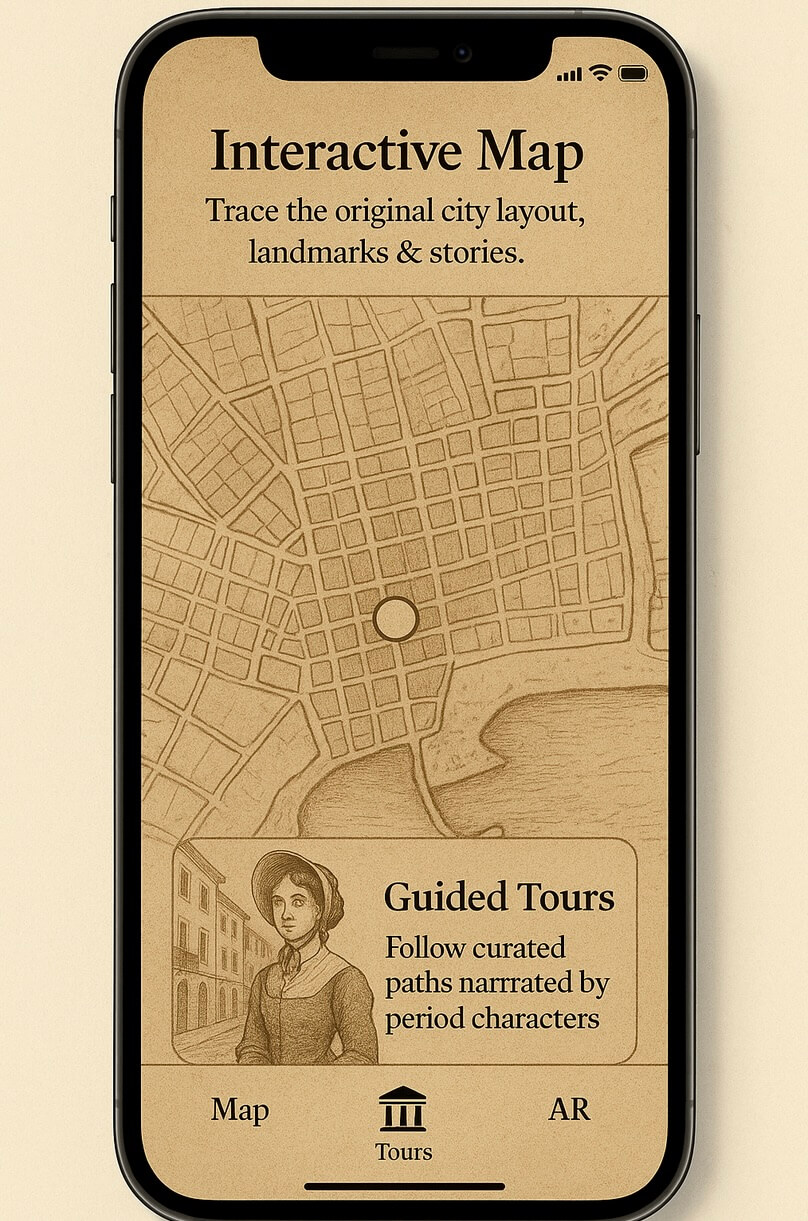 Interactive Map
Trace the original city layout,
landmarks & stories.
Guided Tours
Follow curated
paths narrrated by
period characters
Map
Tours
AR